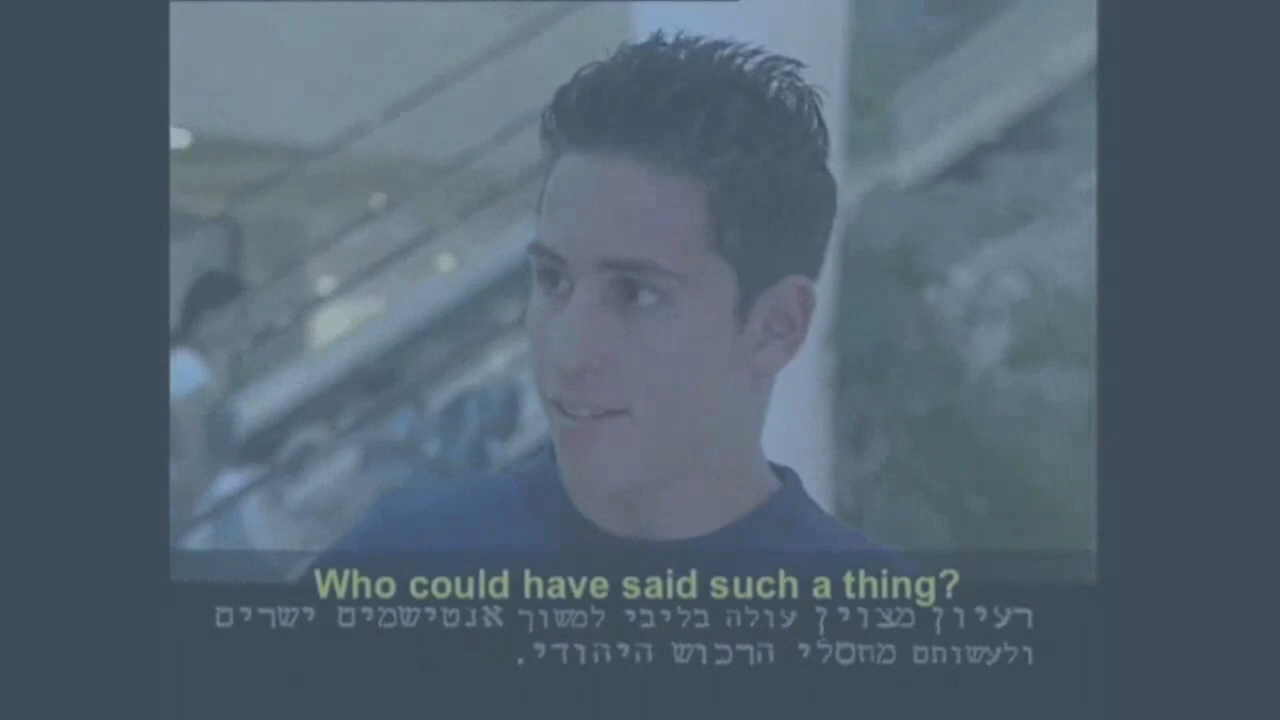 Who could have said such a thing?
רעיון מצוין עולה בליבי למשוך אנטישמים ישרים
ולעשותם מחסלי הרכוש היהודי.